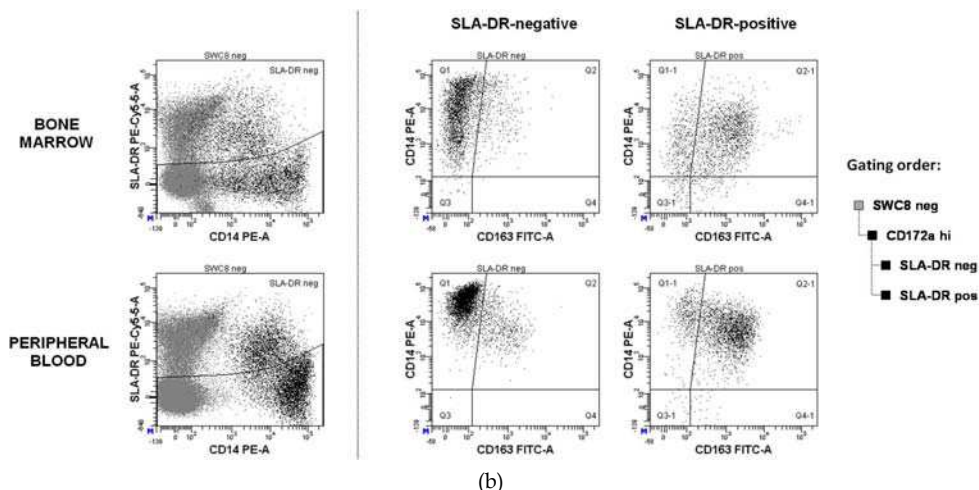 SLA-DR-negative SLA-DR-positive
BONE MARROW
SWC8 neg
SLA-DR neg
SLA-DR PE-Cy5-5-A
CD14 PE-A
SLA-DR neg
Q1 Q2
Q3 Q4
CD14 PE-A
CD163 FITC-A
SLA-DR pos
Q1-1 Q2-1
Q3-1 Q4-1
CD14 PE-A
CD163 FITC-A
PERIPHERAL BLOOD
SWC8 neg
SLA-DR neg
SLA-DR PE-Cy5-5-A
CD14 PE-A
SLA-DR neg
Q1 Q2
Q3 Q4
CD14 PE-A
CD163 FITC-A
SLA-DR pos
Q1-1 Q2-1
Q3-1 Q4-1
CD14 PE-A
CD163 FITC-A
Gating order:
SWC8 neg
CD172a hi
SLA-DR neg
SLA-DR pos
(b)